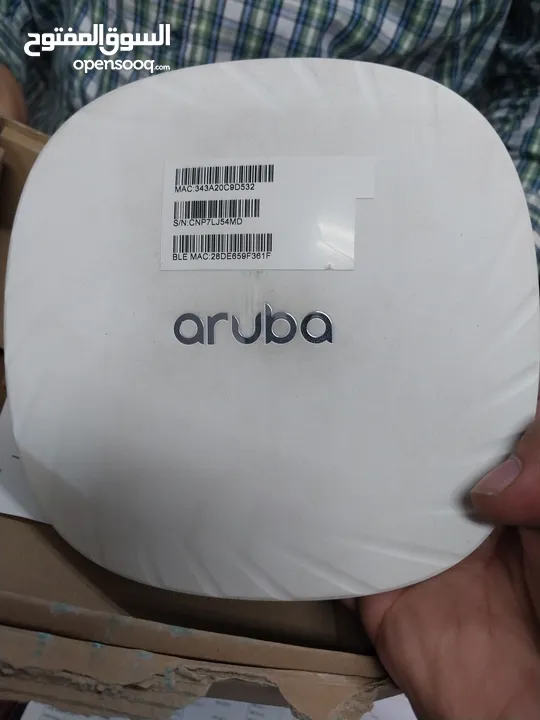 السوق المفتوح
opensooq.com
MAC:343A20C9D532
S/N:CNP7LJ54MD
BLE MAC:28DE659F361F
aruba